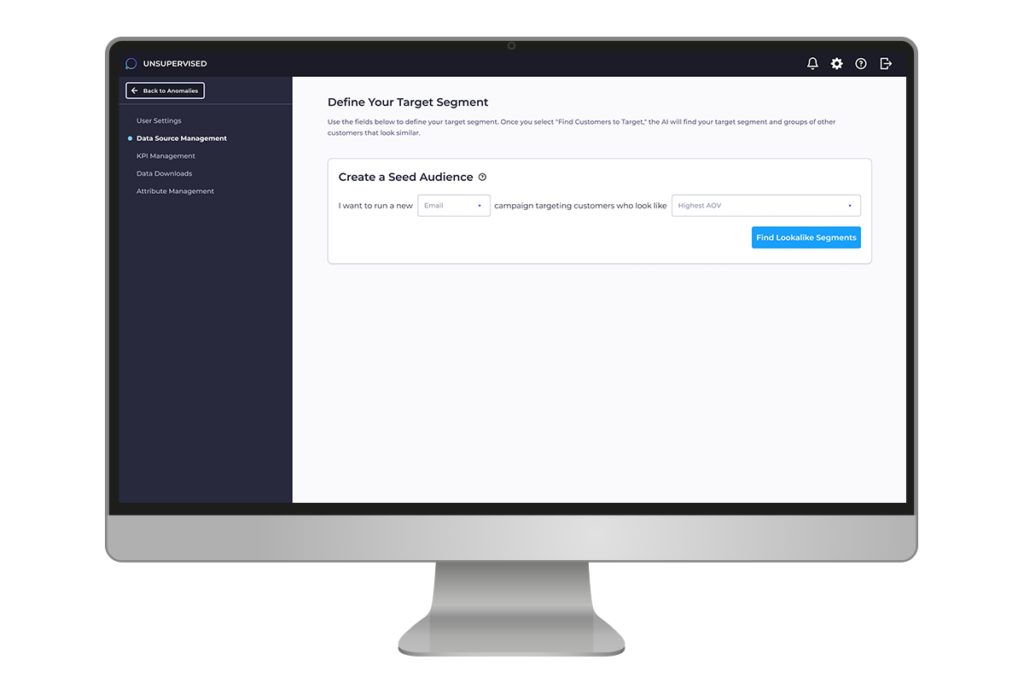 UNSUPERVISED
Back to Anomalies
User Settings
Data Source Management
KPI Management
Data Downloads
Attribute Management
Define Your Target Segment
Use the fields below to define your target segment. Once you select "Find Customers to Target," the AI will find your target segment and groups of other
customers that look similar.
Create a Seed Audience
I want to run a new Email campaign targeting customers who look like Highest AOV
Find Lookalike Segments